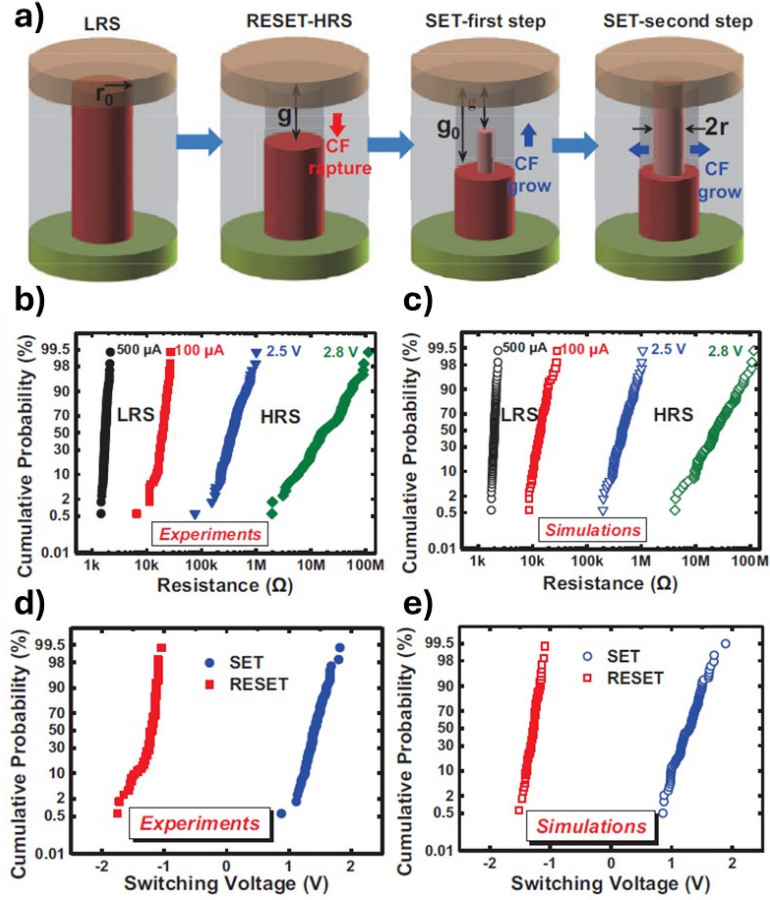 a)
LRS
RESET-HRS
SET-first step
SET-second step
r0
g
CF
rapture
g
g0
CF
grow
2r
CF
grow
b)
99.5
98
90
70
50
30
10
2
0.5
0.01
Cumulative Probability (%)
500 μA
100 μA
2.5 V
2.8 V
LRS
HRS
Experiments
1k
10k
100k
1M
10M
100M
Resistance (Ω)
c)
99.5
98
90
70
50
30
10
2
0.5
0.01
Cumulative Probability (%)
500 μA
100 μA
2.5 V
2.8 V
LRS
HRS
Simulations
1k
10k
100k
1M
10M
100M
Resistance (Ω)
d)
99.5
98
90
70
50
30
10
2
0.5
0.01
Cumulative Probability (%)
SET
RESET
Experiments
-2
-1
0
1
2
Switching Voltage (V)
e)
99.5
98
90
70
50
30
10
2
0.5
0.01
Cumulative Probability (%)
SET
RESET
Simulations
-2
-1
0
1
2
Switching Voltage (V)